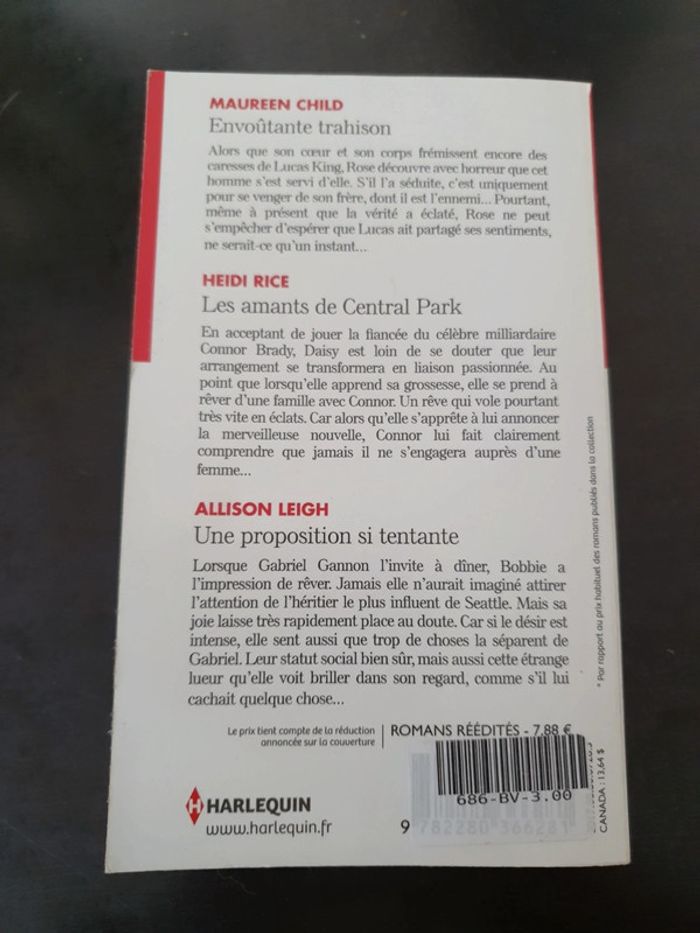 MAUREEN CHILD
Envoûtante trahison
Alors que son cœur et son corps frémissent encore des
caresses de Lucas King, Rose découvre avec horreur que cet
homme s'est servi d'elle. S'il l'a séduite, c'est uniquement
pour se venger de son frère, dont il est l'ennemi... Pourtant,
même à présent que la vérité a éclaté, Rose ne peut
s'empêcher d'espérer que Lucas ait partagé ses sentiments,
ne serait-ce qu'un instant...
HEIDI RICE
Les amants de Central Park
En acceptant de jouer la fiancée du célèbre milliardaire
Connor Brady, Daisy est loin de se douter que leur
arrangement se transformera en liaison passionnée. Au
point que lorsqu'elle apprend sa grossesse, elle se prend à
rêver d'une famille avec Connor. Un rêve qui vole pourtant
très vite en éclats. Car alors qu'elle s'apprête à lui annoncer
la merveilleuse nouvelle, Connor lui fait clairement
comprendre que jamais il ne s'engagera auprès d'une
femme...
ALLISON LEIGH
Une proposition si tentante
Lorsque Gabriel Gannon l'invite à dîner, Bobbie a
l'impression de rêver. Jamais elle n'aurait imaginé attirer
l'attention de l'héritier le plus influent de Seattle. Mais sa
joie laisse très rapidement place au doute. Car si le désir est
intense, elle sent aussi que trop de choses la séparent de
Gabriel. Leur statut social bien sûr, mais aussi cette étrange
lueur qu'elle voit briller dans son regard, comme s'il lui
cachait quelque chose...
* Par rapport au prix habituel des romans publiés dans la collection
Le prix tient compte de la réduction
annoncée sur la couverture
ROMANS RÉÉDITÉS - 7,88 €
686-BV-3.00
9 782280 366281
CANADA : 13,64 $
HARLEQUIN
www.harlequin.fr